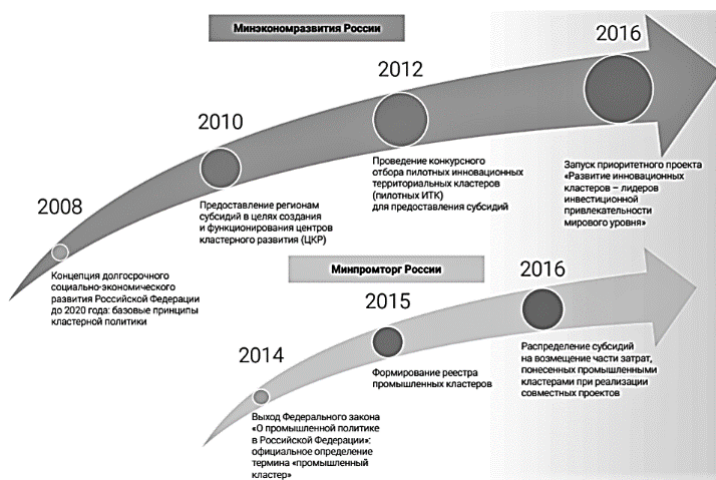 Минэкономразвития России
2008
Концепция долгосрочного
социально-экономического
развития Российской Федерации
до 2020 года: базовые принципы
кластерной политики
2010
Предоставление регионам
субсидий в целях создания
и функционирования центров
кластерного развития (ЦКР)
2012
Проведение конкурсного
отбора пилотных инновационных
территориальных кластеров
(пилотных ИТК)
для предоставления субсидий
2016
Запуск приоритетного проекта
«Развитие инновационных
кластеров – лидеров
инвестиционной
привлекательности
мирового уровня»
Минпромторг России
2014
Выход Федерального закона
«О промышленной политике
в Российской Федерации»:
официальное определение
термина «промышленный
кластер»
2015
Формирование реестра
промышленных кластеров
2016
Распределение субсидий
на возмещение части затрат,
понесенных промышленными
кластерами при реализации
совместных проектов